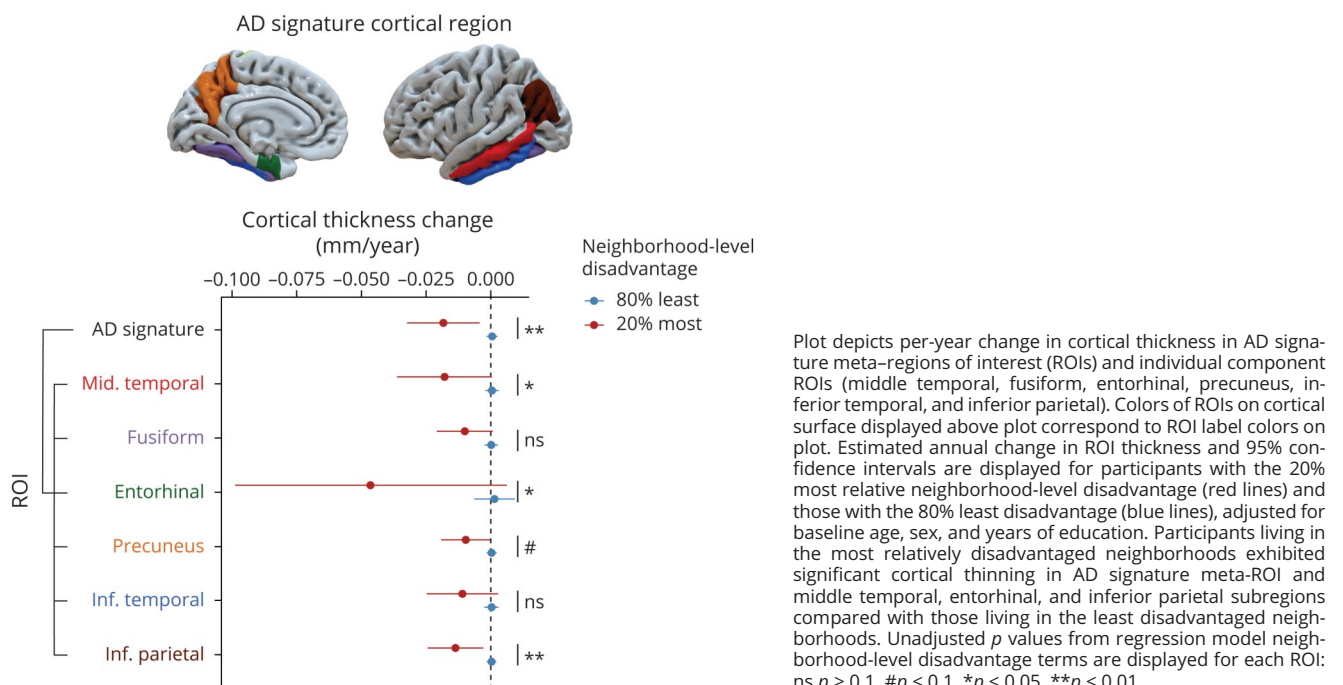 AD signature cortical region
Cortical thickness change
(mm/year)
−0.100 −0.075 −0.050 −0.025 0.000
Neighborhood-level
disadvantage
80% least
20% most
ROI
AD signature
**
Mid. temporal
*
Fusiform
ns
Entorhinal
*
Precuneus
#
Inf. temporal
ns
Inf. parietal
**
Plot depicts per-year change in cortical thickness in AD signa-
ture meta–regions of interest (ROIs) and individual component
ROIs (middle temporal, fusiform, entorhinal, precuneus, in-
ferior temporal, and inferior parietal). Colors of ROIs on cortical
surface displayed above plot correspond to ROI label colors on
plot. Estimated annual change in ROI thickness and 95% con-
fidence intervals are displayed for participants with the 20%
most relative neighborhood-level disadvantage (red lines) and
those with the 80% least disadvantage (blue lines), adjusted for
baseline age, sex, and years of education. Participants living in
the most relatively disadvantaged neighborhoods exhibited
significant cortical thinning in AD signature meta-ROI and
middle temporal, entorhinal, and inferior parietal subregions
compared with those living in the least disadvantaged neigh-
borhoods. Unadjusted p values from regression model neigh-
borhood-level disadvantage terms are displayed for each ROI:
ns p > 0.1, #p < 0.1, *p < 0.05, **p < 0.01